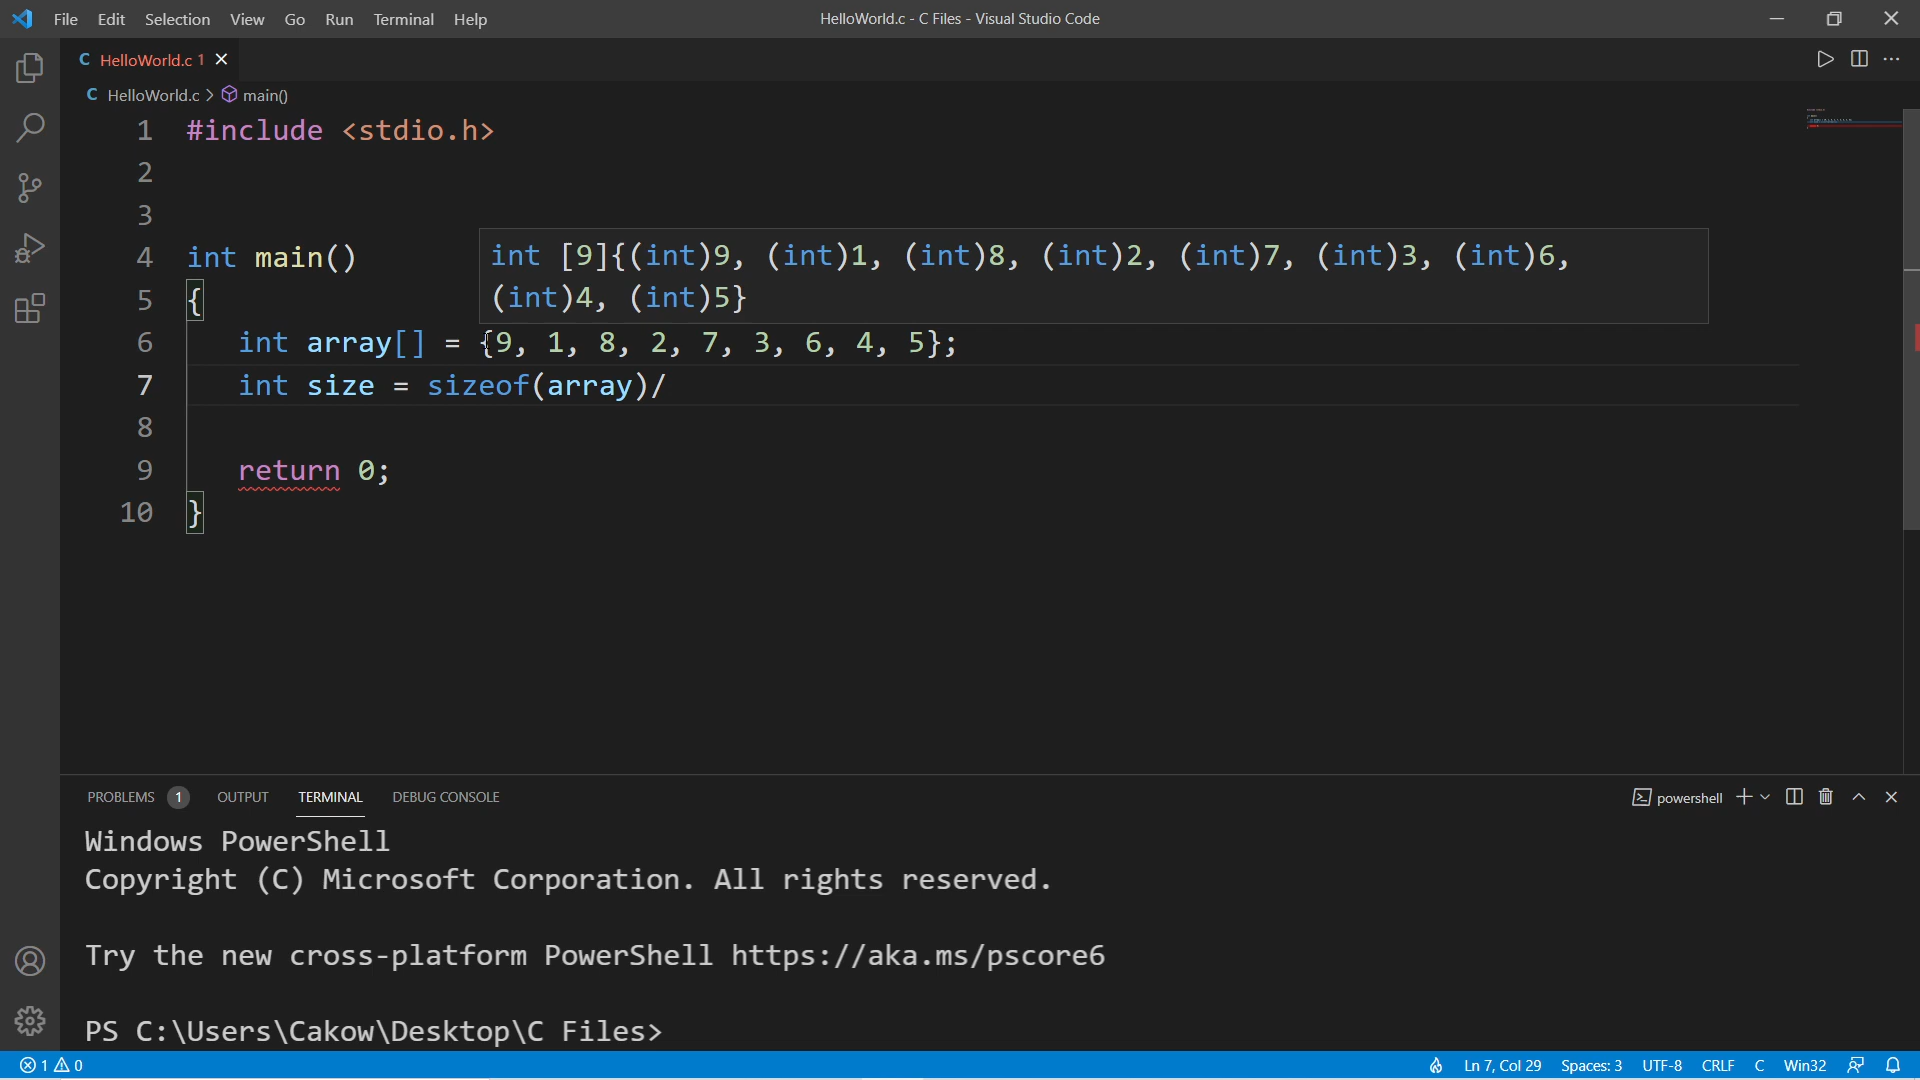 File Edit Selection View Go Run Terminal Help HelloWorld.c - C Files - Visual Studio Code
C HelloWorld.c 1
C HelloWorld.c > main()
1 #include <stdio.h>
2
3
4 int main()
int [9]{(int)9, (int)1, (int)8, (int)2, (int)7, (int)3, (int)6,
(int)4, (int)5}
5 {
6 int array[] = {9, 1, 8, 2, 7, 3, 6, 4, 5};
7 int size = sizeof(array)/
8
9 return 0;
10 }
PROBLEMS 1 OUTPUT TERMINAL DEBUG CONSOLE powershell
Windows PowerShell
Copyright (C) Microsoft Corporation. All rights reserved.
Try the new cross-platform PowerShell https://aka.ms/pscore6
PS C:\Users\Cakow\Desktop\C Files>
1 0 Ln 7, Col 29 Spaces: 3 UTF-8 CRLF C Win32